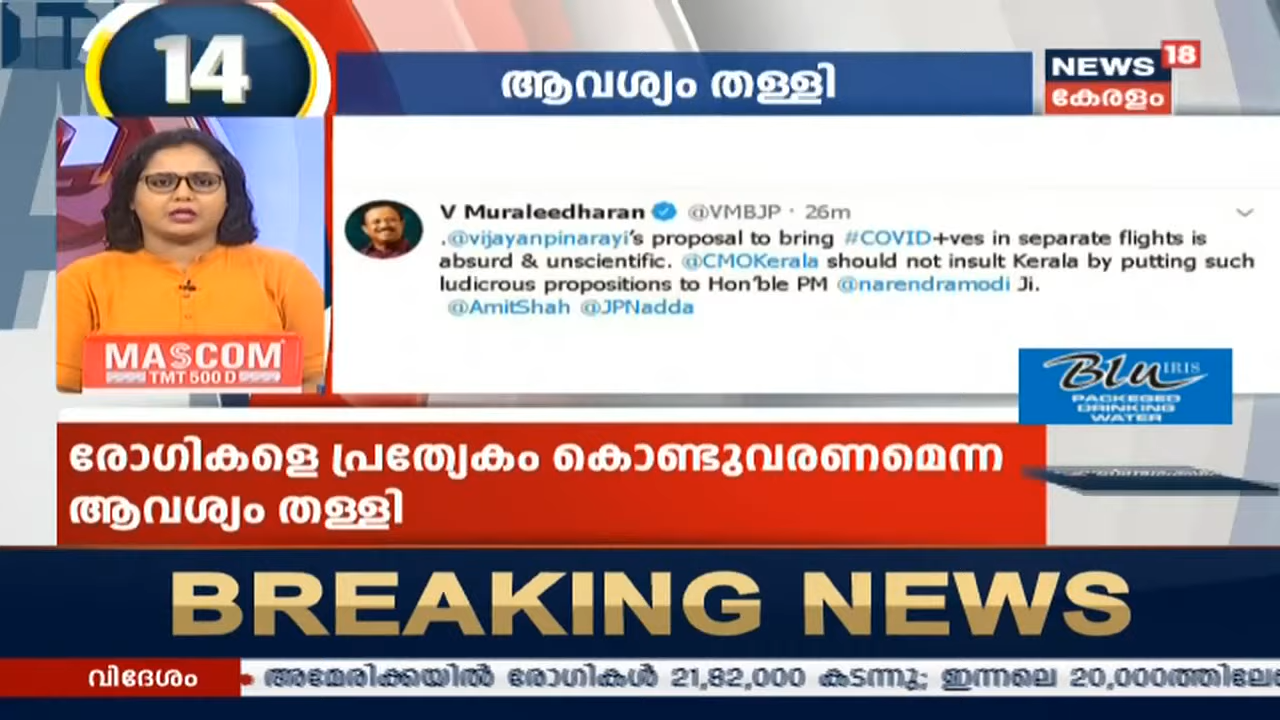 14
ആവശ്യം തള്ളി
NEWS 18
കേരളം
V Muraleedharan @VMBJP · 26m
.@vijayanpinarayi's proposal to bring #COVID+ves in separate flights is
absurd & unscientific. @CMOKerala should not insult Kerala by putting such
ludicrous propositions to Hon'ble PM @narendramodi Ji.
@AmitShah @JPNadda
MASCOM
TMT 500 D
Blu IRIS
PACKEGED
DRINKING
WATER
രോഗികളെ പ്രത്യേകം കൊണ്ടുവരണമെന്ന
ആവശ്യം തള്ളി
BREAKING NEWS
വിദേശം
അമേരിക്കയിൽ രോഗികൾ 21,82,000 കടന്നു; ഇന്നലെ 20,000ത്തിലേ